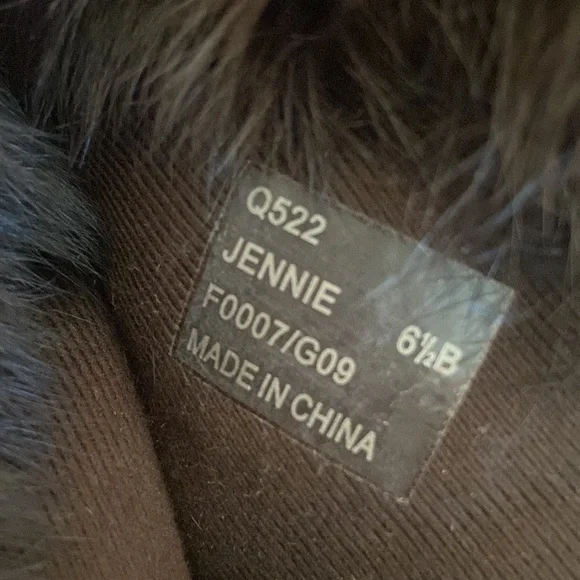 Q522
JENNIE 6½B
F0007/G09
MADE IN CHINA